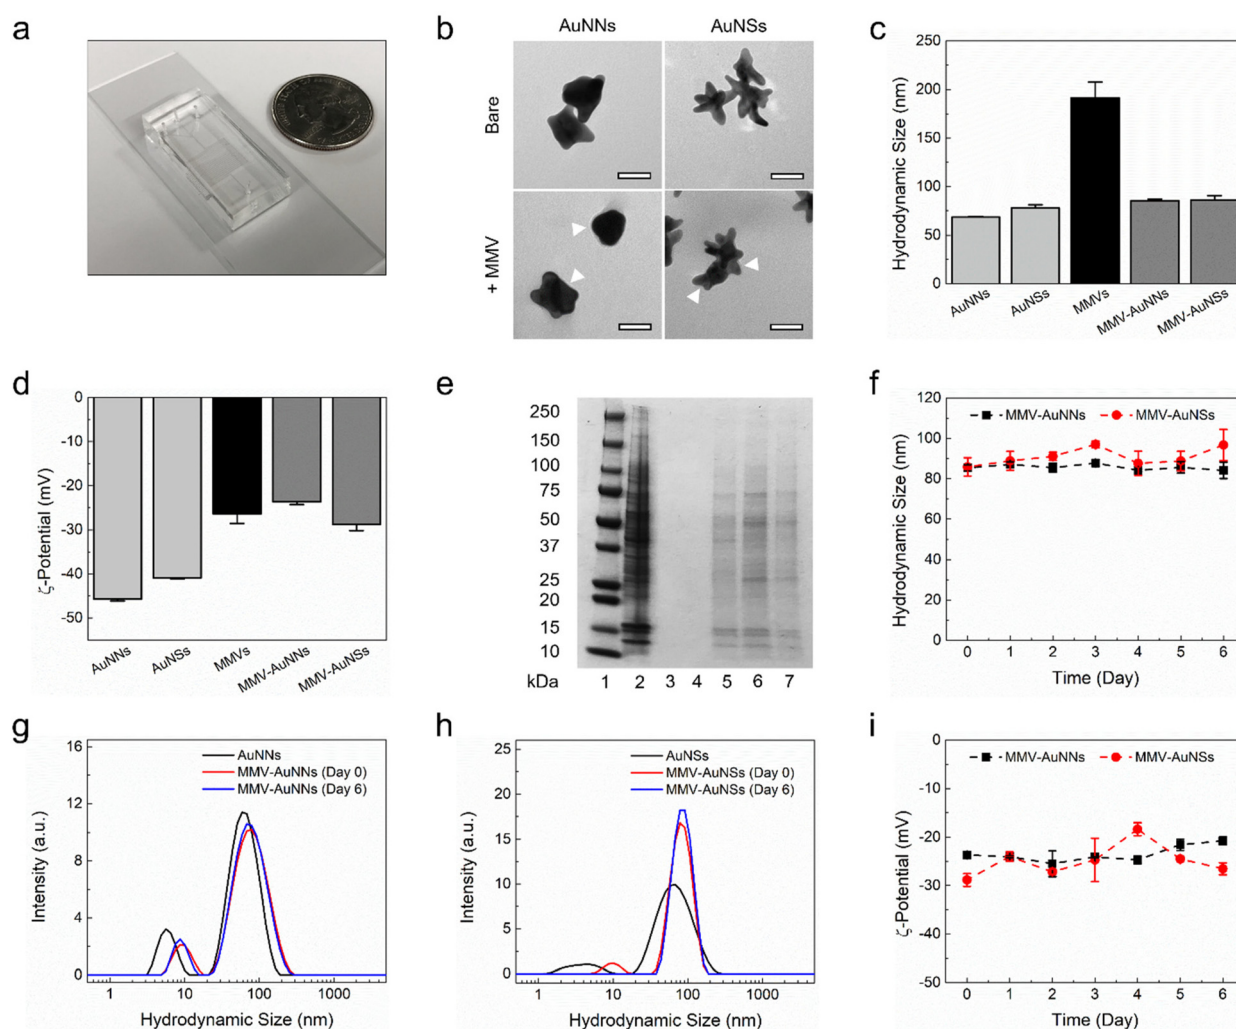 a
b
AuNNs
AuNSs
Bare
+ MMV
c
Hydrodynamic Size (nm)
250
200
150
100
50
0
AuNNs
AuNSs
MMVs
MMV-AuNNs
MMV-AuNSs
d
ζ-Potential (mV)
0
-10
-20
-30
-40
-50
AuNNs
AuNSs
MMVs
MMV-AuNNs
MMV-AuNSs
e
250
150
100
75
50
37
25
20
15
10
kDa
1 2 3 4 5 6 7
f
Hydrodynamic Size (nm)
120
100
80
60
40
20
0
MMV-AuNNs
MMV-AuNSs
0 1 2 3 4 5 6
Time (Day)
g
Intensity (a.u.)
16
12
8
4
0
AuNNs
MMV-AuNNs (Day 0)
MMV-AuNNs (Day 6)
1 10 100 1000
Hydrodynamic Size (nm)
h
Intensity (a.u.)
25
20
15
10
5
0
AuNSs
MMV-AuNSs (Day 0)
MMV-AuNSs (Day 6)
1 10 100 1000
Hydrodynamic Size (nm)
i
ζ-Potential (mV)
0
-10
-20
-30
-40
-50
MMV-AuNNs
MMV-AuNSs
0 1 2 3 4 5 6
Time (Day)